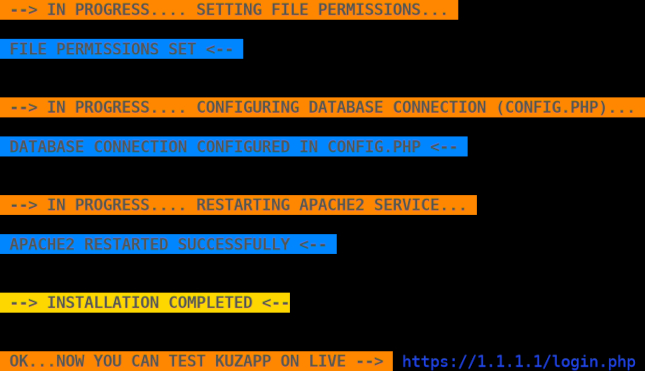 --> IN PROGRESS.... SETTING FILE PERMISSIONS...
FILE PERMISSIONS SET <--
--> IN PROGRESS.... CONFIGURING DATABASE CONNECTION (CONFIG.PHP)...
DATABASE CONNECTION CONFIGURED IN CONFIG.PHP <--
--> IN PROGRESS.... RESTARTING APACHE2 SERVICE...
APACHE2 RESTARTED SUCCESSFULLY <--
--> INSTALLATION COMPLETED <--
OK...NOW YOU CAN TEST KUZAPP ON LIVE --> https://1.1.1.1/login.php